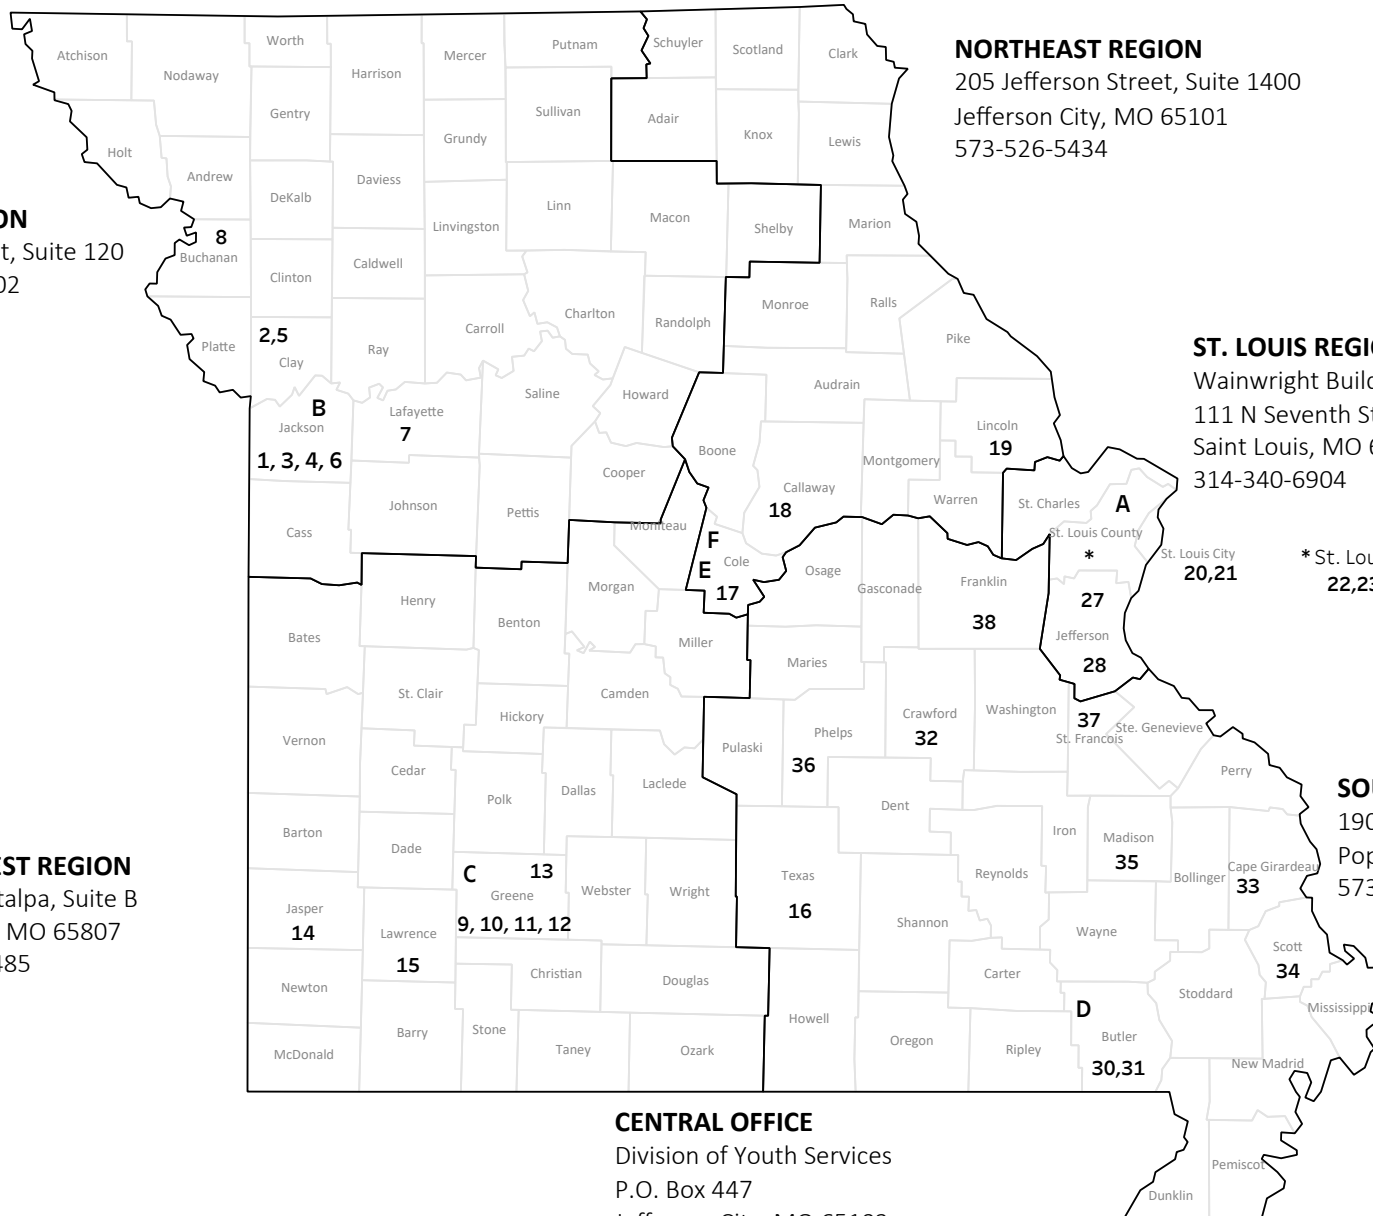 NORTHEAST REGION
205 Jefferson Street, Suite 1400
Jefferson City, MO 65101
573-526-5434
ON
t, Suite 120
02
ST. LOUIS REGI
Wainwright Build
111 N Seventh St
Saint Louis, MO 6
314-340-6904
Atchison
Nodaway
Worth
Harrison
Mercer
Putnam
Schuyler
Scotland
Clark
Gentry
Sullivan
Adair
Knox
Lewis
Grundy
Holt
Andrew
DeKalb
Daviess
Linvingston
Linn
Macon
Shelby
Marion
8
Buchanan
Clinton
Caldwell
Carroll
Charlton
Randolph
Monroe
Ralls
Pike
Platte
2,5
Clay
Ray
Saline
Howard
Audrain
B
Jackson
1, 3, 4, 6
Lafayette
7
Cooper
Boone
Callaway
18
Montgomery
Lincoln
19
Warren
St. Charles
A
St. Louis County
*
St. Louis City
20,21
* St. Lou
22,23
Cass
Johnson
Pettis
Moniteau
F
E
Cole
17
Osage
Gasconade
Franklin
38
27
Jefferson
28
Bates
Henry
Benton
Morgan
Miller
Maries
St. Clair
Hickory
Camden
Vernon
Cedar
Polk
Dallas
Laclede
Pulaski
Phelps
36
Crawford
32
Washington
37
St. Francois
Ste. Genevieve
Perry
Dent
Iron
Madison
35
Bollinger
Cape Girardeau
33
Barton
Dade
C
13
Greene
9, 10, 11, 12
Webster
Wright
Texas
16
Reynolds
Shannon
Wayne
Scott
34
Jasper
14
Lawrence
15
Christian
Douglas
Carter
Stoddard
Mississippi
Newton
McDonald
Barry
Stone
Taney
Ozark
Howell
Oregon
Ripley
D
Butler
30,31
New Madrid
Pemiscot
Dunklin
EST REGION
talpa, Suite B
MO 65807
485
SOU
190
Pop
573
CENTRAL OFFICE
Division of Youth Services
P.O. Box 447